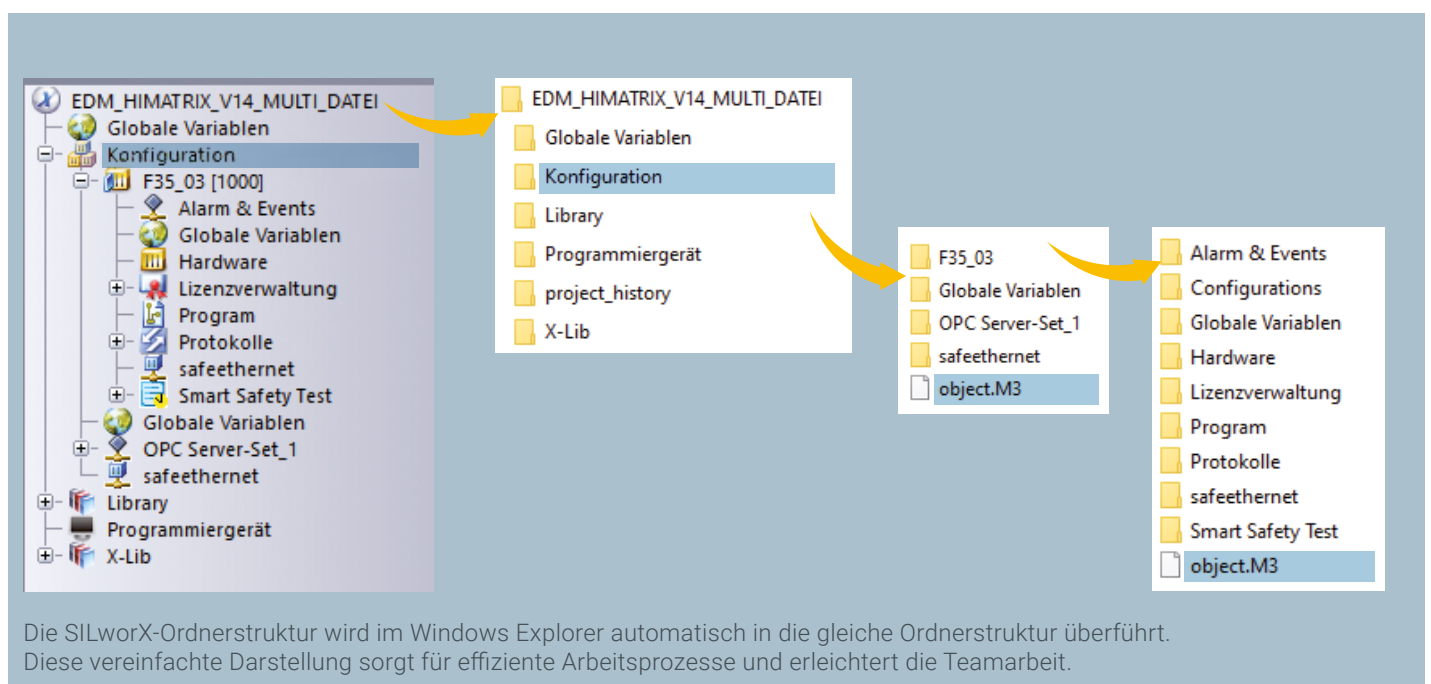 EDM_HIMATRIX_V14_MULTI_DATEI
Globale Variablen
Konfiguration
F35_03 [1000]
Alarm & Events
Globale Variablen
Hardware
Lizenzverwaltung
Program
Protokolle
safeethernet
Smart Safety Test
Globale Variablen
OPC Server-Set_1
safeethernet
Library
Programmiergerät
X-Lib
EDM_HIMATRIX_V14_MULTI_DATEI
Globale Variablen
Konfiguration
Library
Programmiergerät
project_history
X-Lib
F35_03
Globale Variablen
OPC Server-Set_1
safeethernet
object.M3
Alarm & Events
Configurations
Globale Variablen
Hardware
Lizenzverwaltung
Program
Protokolle
safeethernet
Smart Safety Test
object.M3
Die SILworX-Ordnerstruktur wird im Windows Explorer automatisch in die gleiche Ordnerstruktur überführt.
Diese vereinfachte Darstellung sorgt für effiziente Arbeitsprozesse und erleichtert die Teamarbeit.